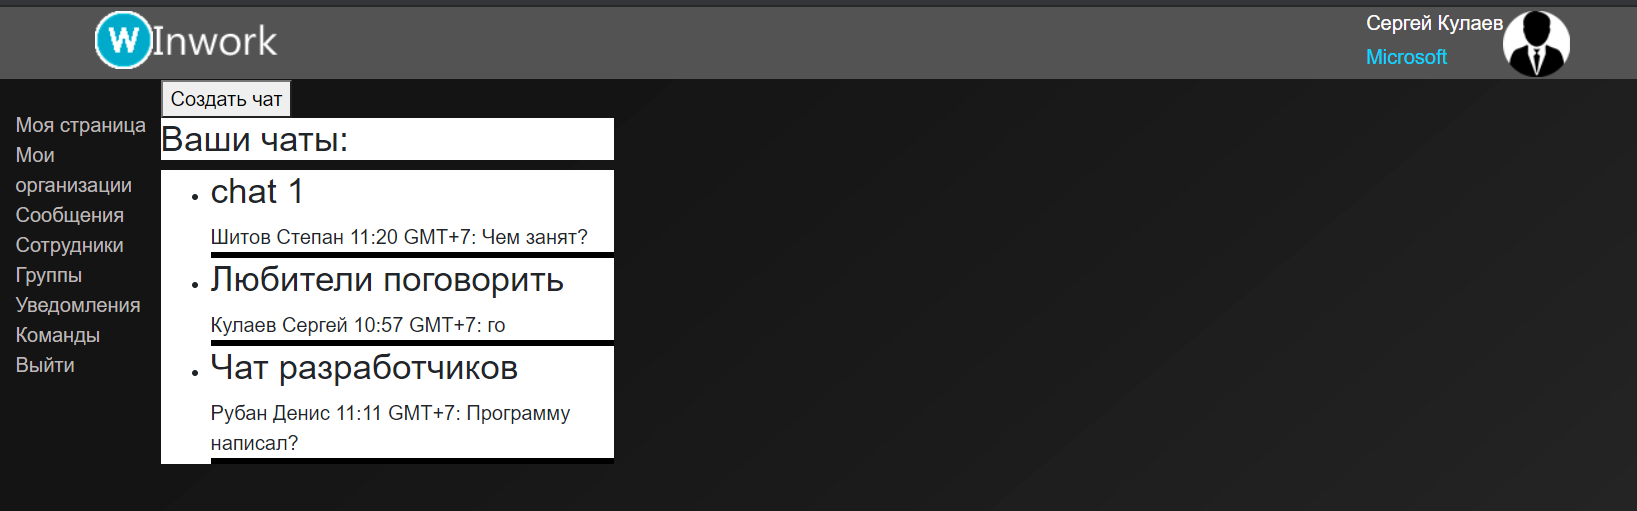 W Inwork
Сергей Кулаев
Microsoft
Моя страница
Мои
организации
Сообщения
Сотрудники
Группы
Уведомления
Команды
Выйти
Создать чат
Ваши чаты:
chat 1
Шитов Степан 11:20 GMT+7: Чем занят?
Любители поговорить
Кулаев Сергей 10:57 GMT+7: го
Чат разработчиков
Рубан Денис 11:11 GMT+7: Программу
написал?